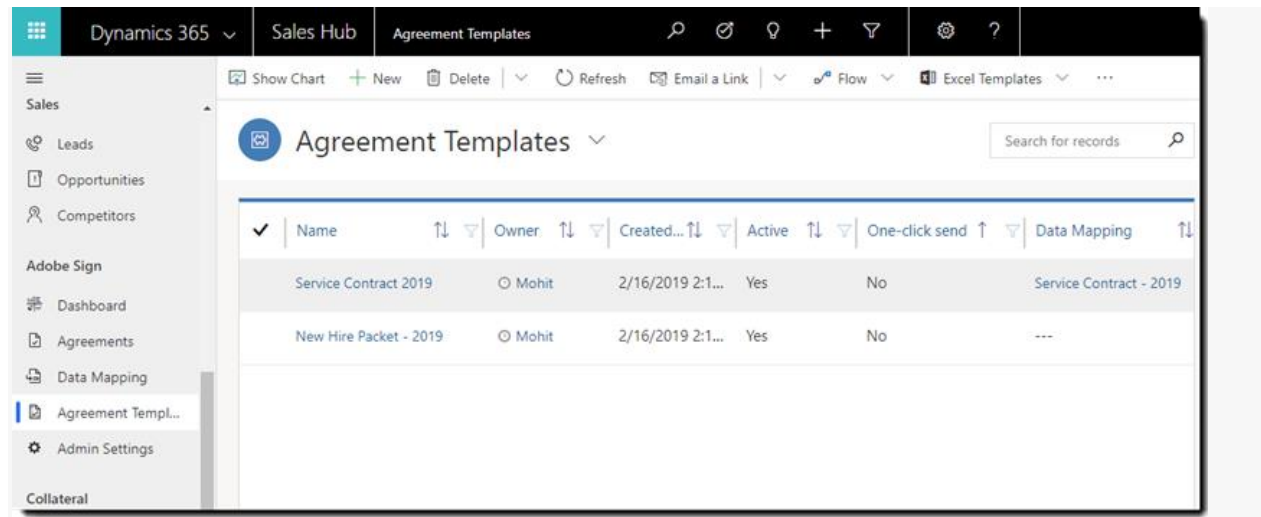 Dynamics 365 Sales Hub Agreement Templates ?
Show Chart New Delete Refresh Email a Link Flow Excel Templates ...
Sales
Leads
Opportunities
Competitors
Adobe Sign
Dashboard
Agreements
Data Mapping
Agreement Templ...
Admin Settings
Collateral
Agreement Templates
Search for records
Name Owner Created... Active One-click send Data Mapping
Service Contract 2019 Mohit 2/16/2019 2:1... Yes No Service Contract - 2019
New Hire Packet - 2019 Mohit 2/16/2019 2:1... Yes No ---